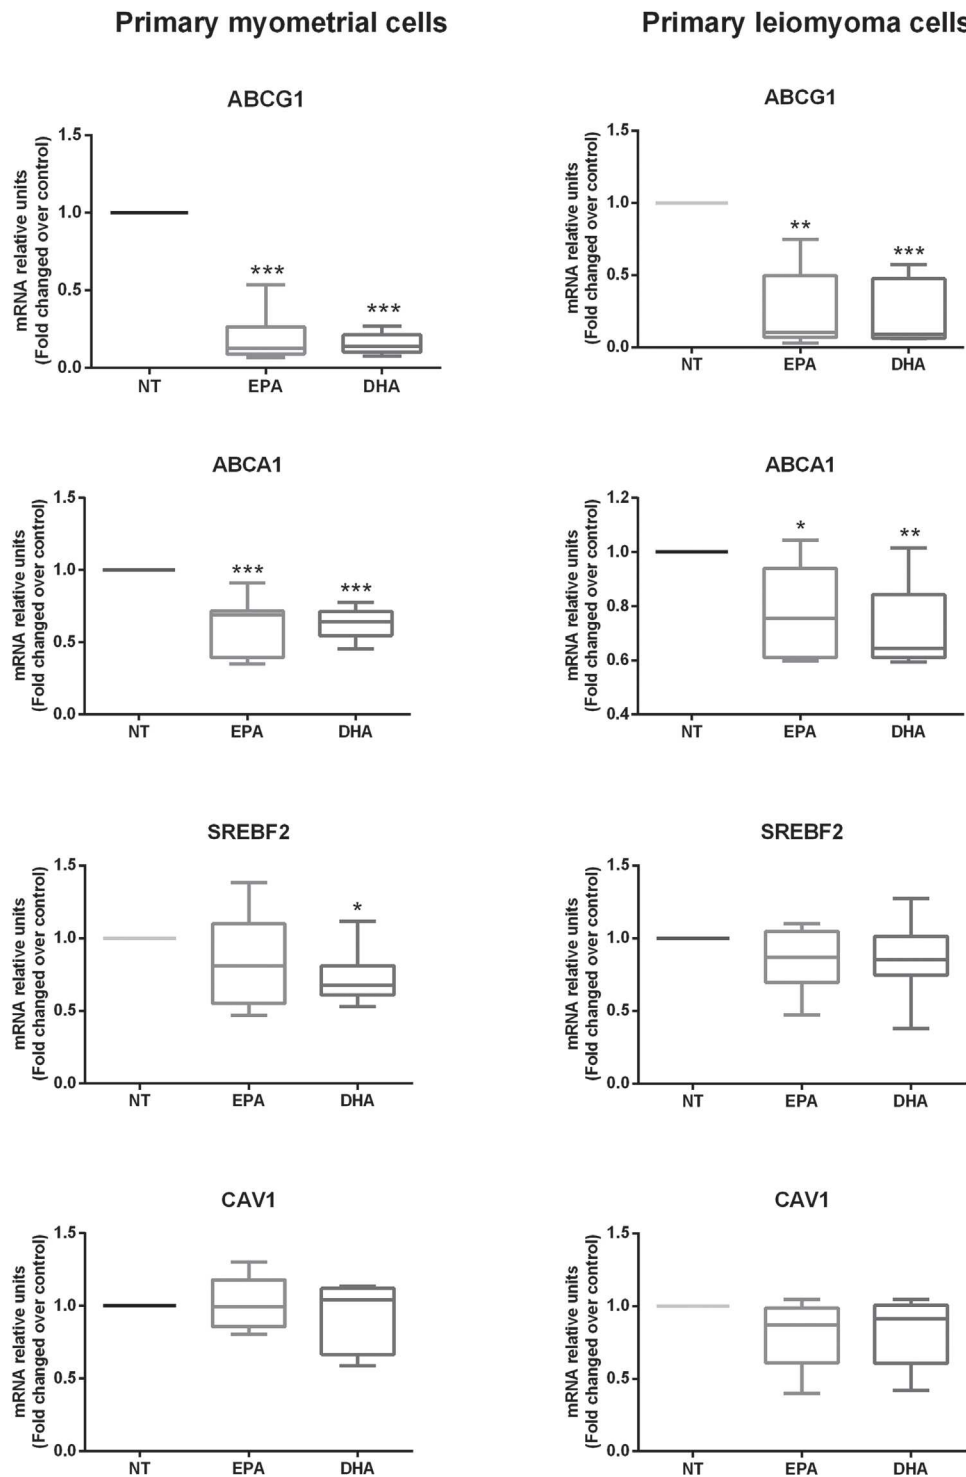 Primary myometrial cells
Primary leiomyoma cells
ABCG1
mRNA relative units
(Fold changed over control)
1.5
1.0
0.5
0.0
***
***
NT EPA DHA
ABCG1
mRNA relative units
(Fold changed over control)
1.5
1.0
0.5
0.0
**
***
NT EPA DHA
ABCA1
mRNA relative units
(Fold changed over control)
1.5
1.0
0.5
0.0
***
***
NT EPA DHA
ABCA1
mRNA relative units
(Fold changed over control)
1.2
1.0
0.8
0.6
0.4
*
**
NT EPA DHA
SREBF2
mRNA relative units
(Fold changed over control)
1.5
1.0
0.5
0.0
*
NT EPA DHA
SREBF2
mRNA relative units
(Fold changed over control)
1.5
1.0
0.5
0.0
NT EPA DHA
CAV1
mRNA relative units
(Fold changed over control)
1.5
1.0
0.5
0.0
NT EPA DHA
CAV1
mRNA relative units
(Fold changed over control)
1.5
1.0
0.5
0.0
NT EPA DHA